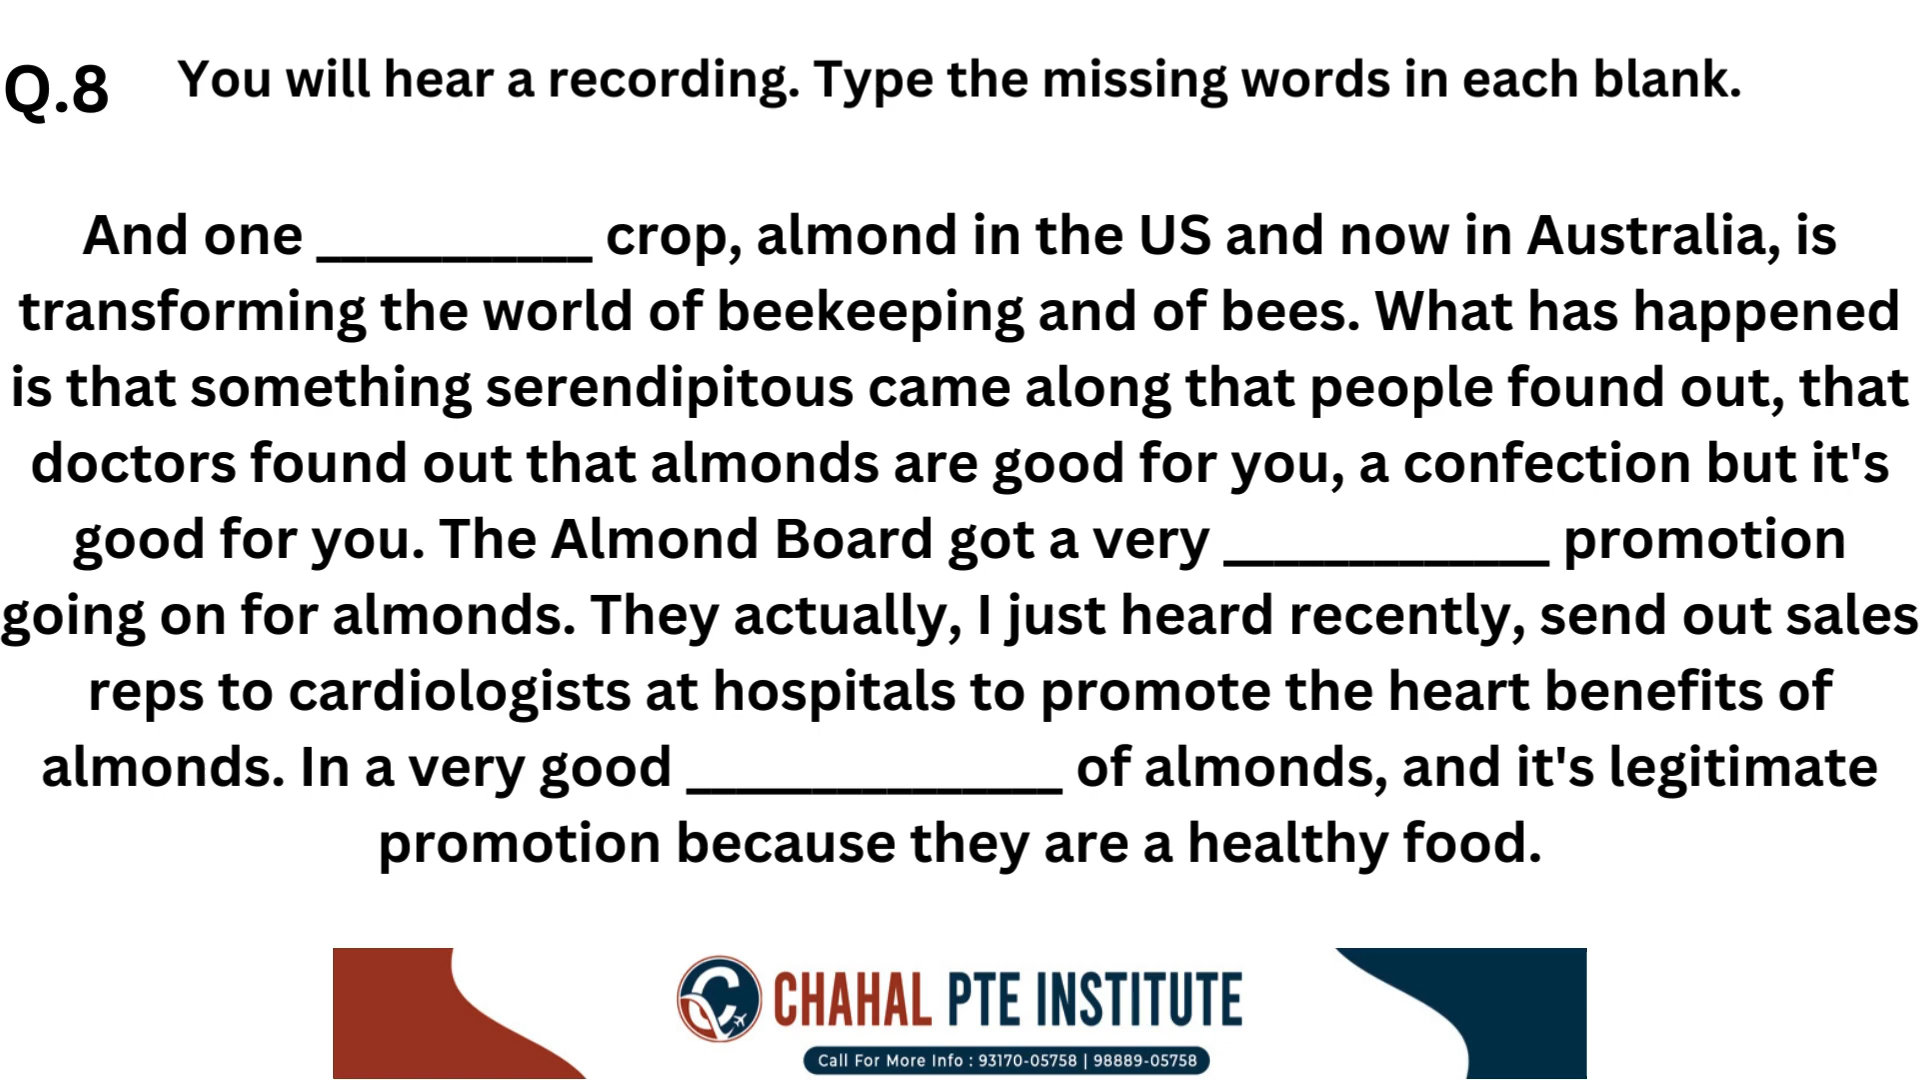 Q.8 You will hear a recording. Type the missing words in each blank.
And one ___________ crop, almond in the US and now in Australia, is
transforming the world of beekeeping and of bees. What has happened
is that something serendipitous came along that people found out, that
doctors found out that almonds are good for you, a confection but it's
good for you. The Almond Board got a very _____________ promotion
going on for almonds. They actually, I just heard recently, send out sales
reps to cardiologists at hospitals to promote the heart benefits of
almonds. In a very good _______________ of almonds, and it's legitimate
promotion because they are a healthy food.
CHAHAL PTE INSTITUTE
Call For More Info : 93170-05758 | 98889-05758